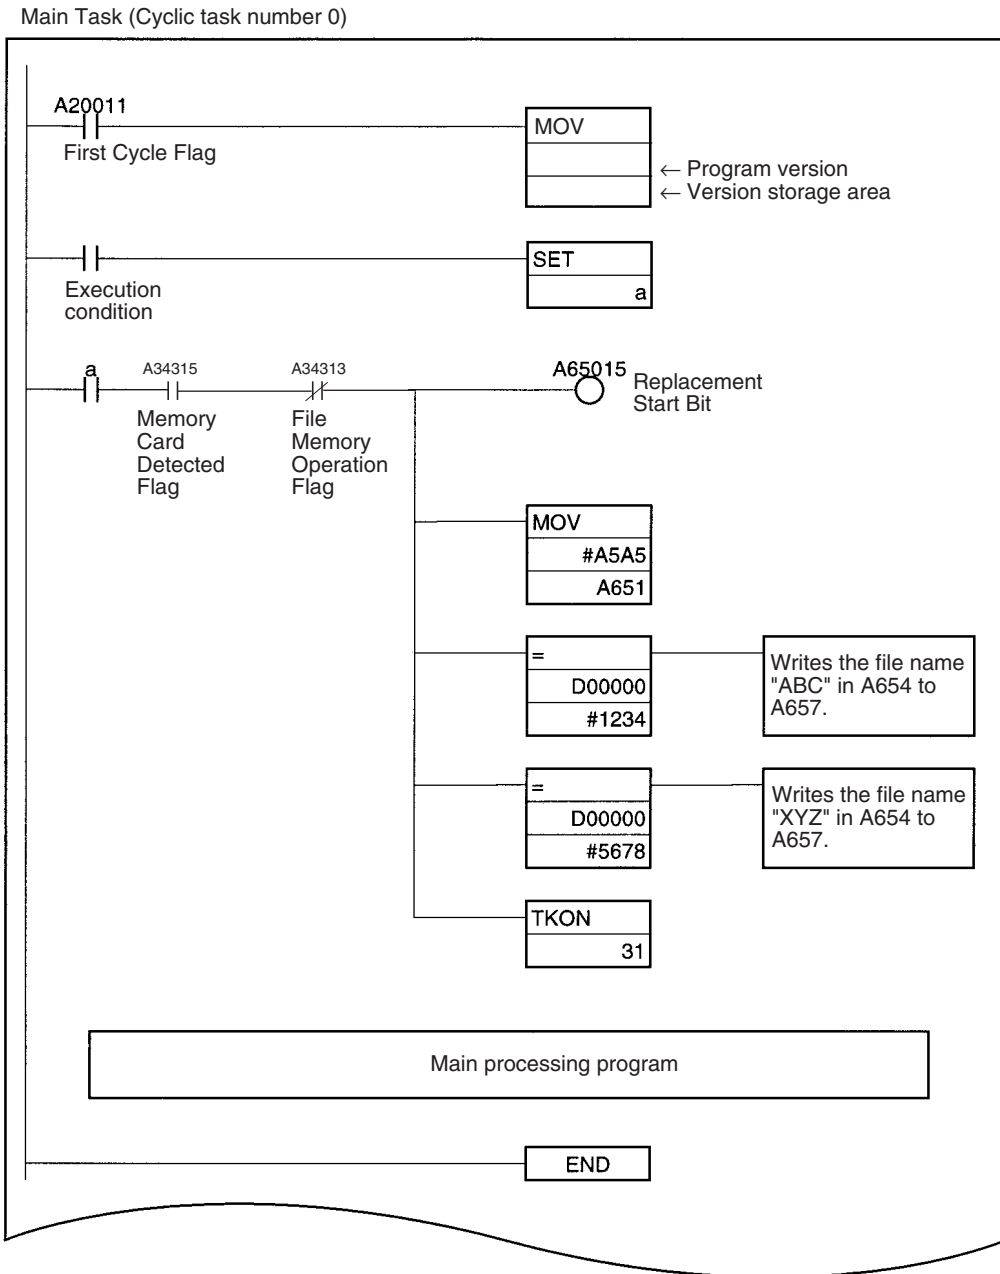 Main Task (Cyclic task number 0)
A20011
First Cycle Flag
MOV
← Program version
← Version storage area
Execution
condition
SET
a
a
A34315
Memory
Card
Detected
Flag
A34313
File
Memory
Operation
Flag
A65015
Replacement
Start Bit
MOV
#A5A5
A651
=
D00000
#1234
Writes the file name
"ABC" in A654 to
A657.
=
D00000
#5678
Writes the file name
"XYZ" in A654 to
A657.
TKON
31
Main processing program
END